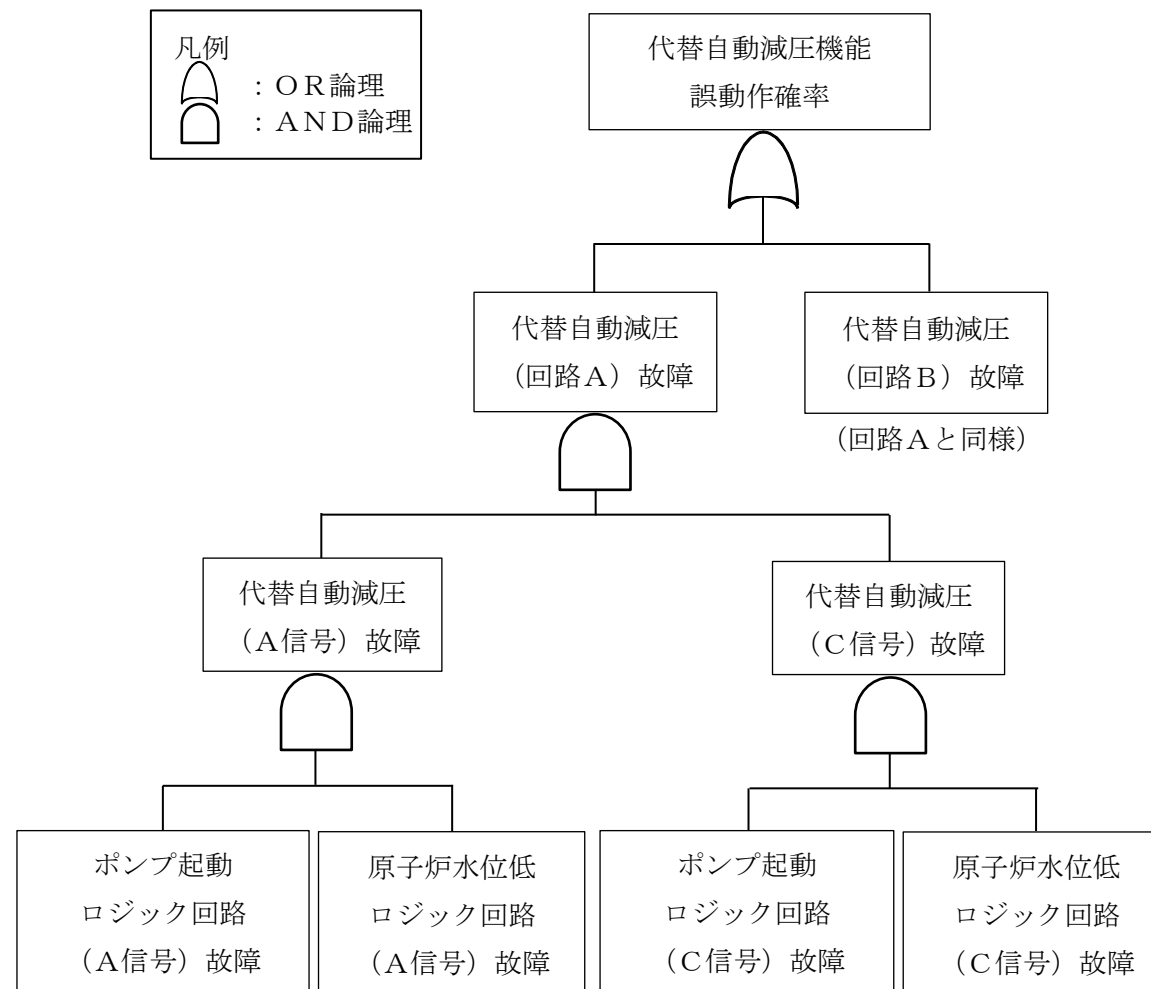 凡例
：ＯＲ論理
：ＡＮＤ論理
代替自動減圧機能
誤動作確率
代替自動減圧
（回路Ａ）故障
代替自動減圧
（回路Ｂ）故障
（回路Ａと同様）
代替自動減圧
（Ａ信号）故障
代替自動減圧
（Ｃ信号）故障
ポンプ起動
ロジック回路
（Ａ信号）故障
原子炉水位低
ロジック回路
（Ａ信号）故障
ポンプ起動
ロジック回路
（Ｃ信号）故障
原子炉水位低
ロジック回路
（Ｃ信号）故障